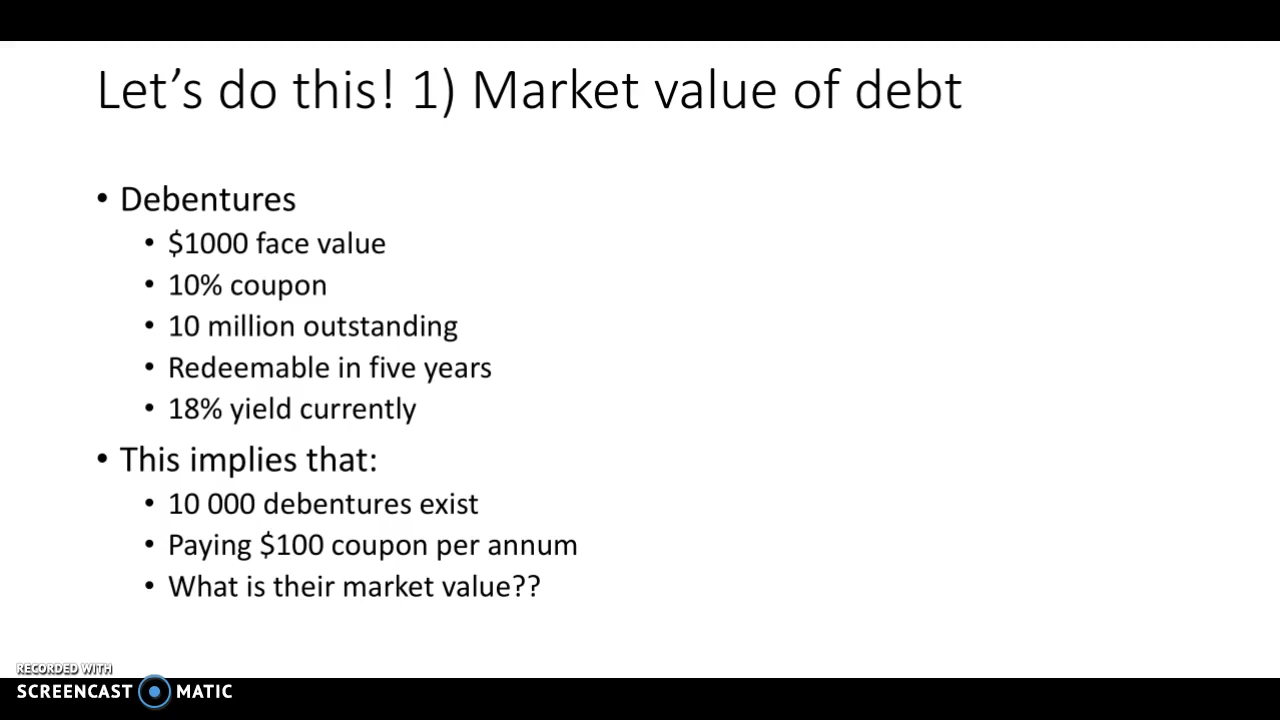 Let's do this! 1) Market value of debt
• Debentures
• $1000 face value
• 10% coupon
• 10 million outstanding
• Redeemable in five years
• 18% yield currently
• This implies that:
• 10 000 debentures exist
• Paying $100 coupon per annum
• What is their market value??
RECORDED WITH
SCREENCAST MATIC